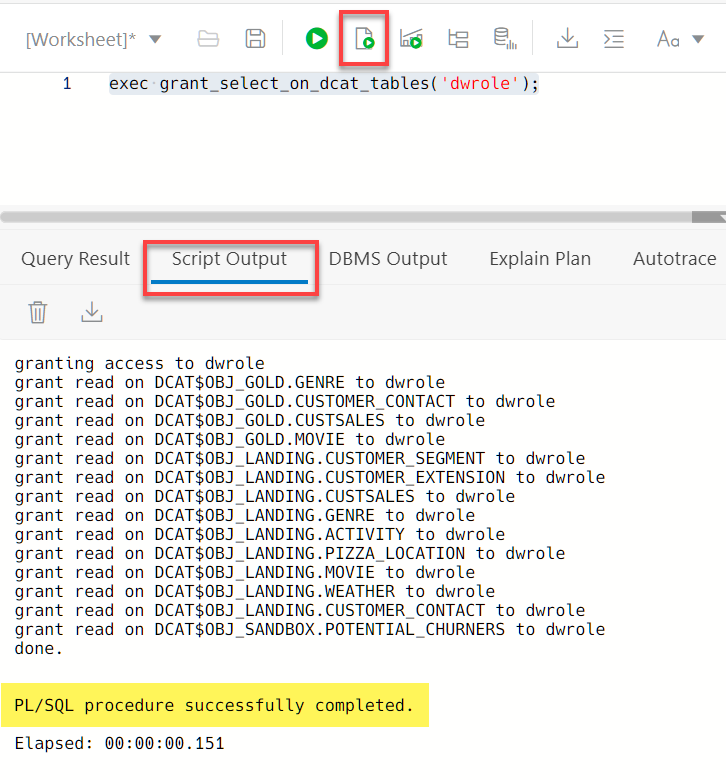 [Worksheet]*
Aa
1 exec grant_select_on_dcat_tables('dwrole');
Query Result Script Output DBMS Output Explain Plan Autotrace
granting access to dwrole
grant read on DCAT$OBJ_GOLD.GENRE to dwrole
grant read on DCAT$OBJ_GOLD.CUSTOMER_CONTACT to dwrole
grant read on DCAT$OBJ_GOLD.CUSTSALES to dwrole
grant read on DCAT$OBJ_GOLD.MOVIE to dwrole
grant read on DCAT$OBJ_LANDING.CUSTOMER_SEGMENT to dwrole
grant read on DCAT$OBJ_LANDING.CUSTOMER_EXTENSION to dwrole
grant read on DCAT$OBJ_LANDING.CUSTSALES to dwrole
grant read on DCAT$OBJ_LANDING.GENRE to dwrole
grant read on DCAT$OBJ_LANDING.ACTIVITY to dwrole
grant read on DCAT$OBJ_LANDING.PIZZA_LOCATION to dwrole
grant read on DCAT$OBJ_LANDING.MOVIE to dwrole
grant read on DCAT$OBJ_LANDING.WEATHER to dwrole
grant read on DCAT$OBJ_LANDING.CUSTOMER_CONTACT to dwrole
grant read on DCAT$OBJ_SANDBOX.POTENTIAL_CHURNERS to dwrole
done.
PL/SQL procedure successfully completed.
Elapsed: 00:00:00.151